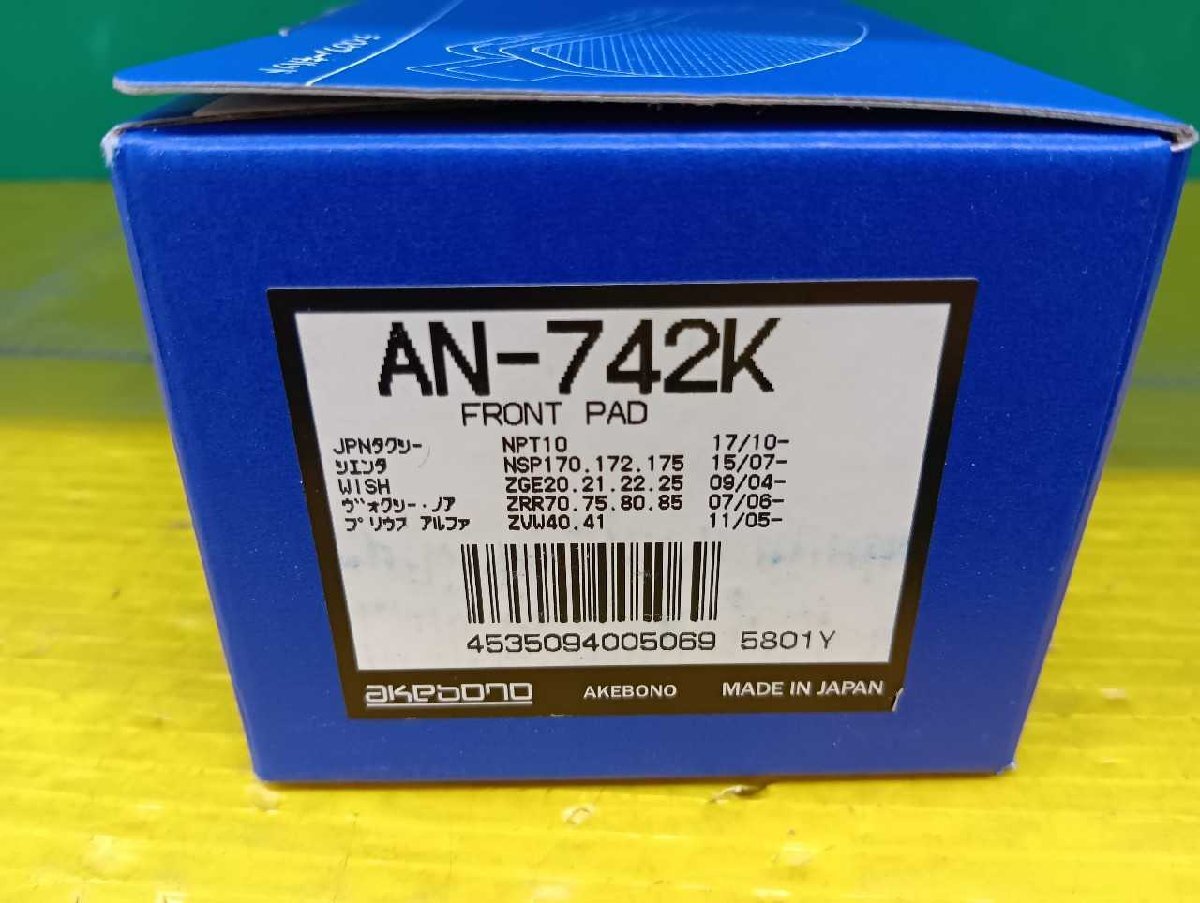 AN-742K
FRONT PAD
JPNタクシー NPT10 17/10-
シエンタ NSP170.172.175 15/07-
WISH ZGE20.21.22.25 09/04-
ヴォクシー・ノア ZRR70.75.80.85 07/06-
プリウス アルファ ZVW40.41 11/05-
4535094005069 5801Y
akebono AKEBONO MADE IN JAPAN